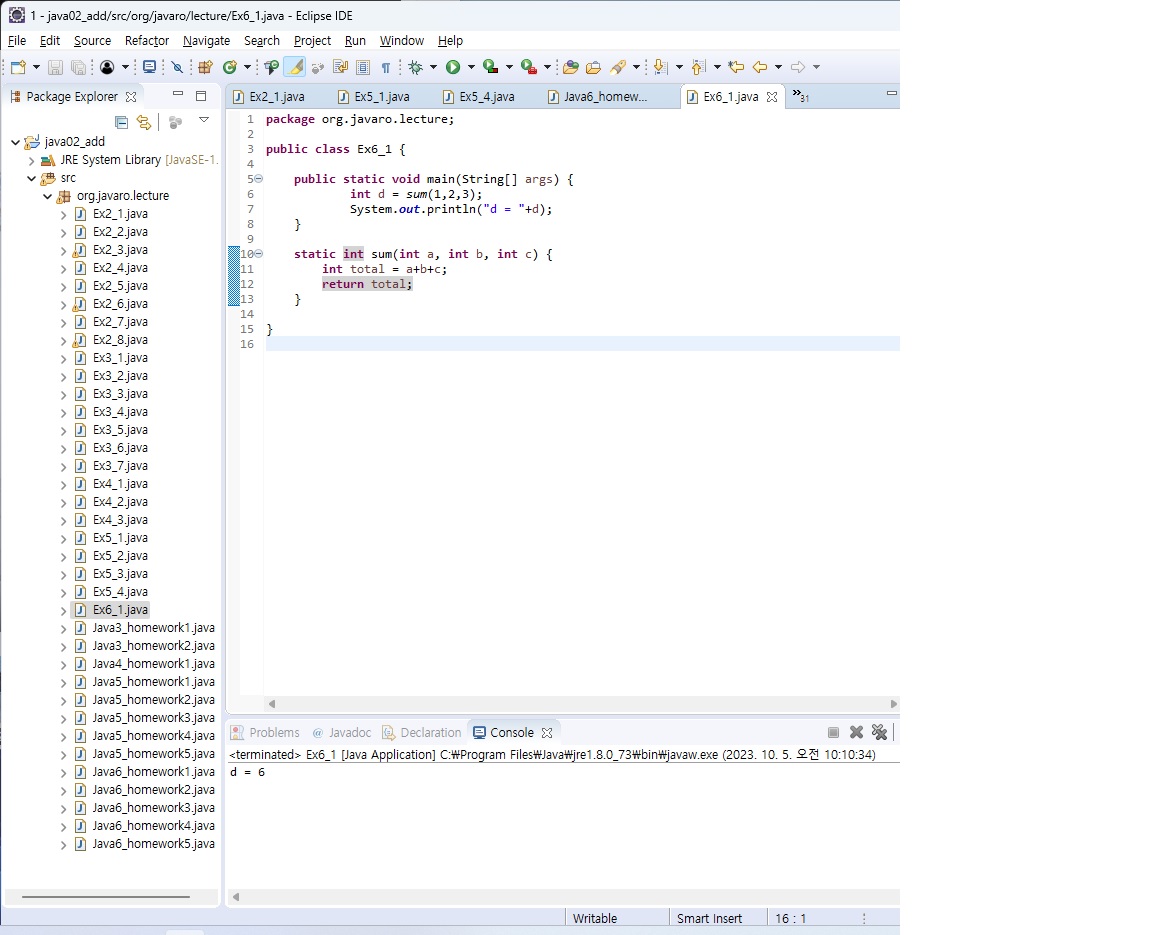 1 - java02_add/src/org/javaro/lecture/Ex6_1.java - Eclipse IDE
File Edit Source Refactor Navigate Search Project Run Window Help
Package Explorer
java02_add
JRE System Library [JavaSE-1.
src
org.javaro.lecture
Ex2_1.java
Ex2_2.java
Ex2_3.java
Ex2_4.java
Ex2_5.java
Ex2_6.java
Ex2_7.java
Ex2_8.java
Ex3_1.java
Ex3_2.java
Ex3_3.java
Ex3_4.java
Ex3_5.java
Ex3_6.java
Ex3_7.java
Ex4_1.java
Ex4_2.java
Ex4_3.java
Ex5_1.java
Ex5_2.java
Ex5_3.java
Ex5_4.java
Ex6_1.java
Java3_homework1.java
Java3_homework2.java
Java4_homework1.java
Java5_homework1.java
Java5_homework2.java
Java5_homework3.java
Java5_homework4.java
Java5_homework5.java
Java6_homework1.java
Java6_homework2.java
Java6_homework3.java
Java6_homework4.java
Java6_homework5.java
Ex2_1.java Ex5_1.java Ex5_4.java Java6_homew... Ex6_1.java »31
1 package org.javaro.lecture;
2
3 public class Ex6_1 {
4
5 public static void main(String[] args) {
6 int d = sum(1,2,3);
7 System.out.println("d = "+d);
8 }
9
10 static int sum(int a, int b, int c) {
11 int total = a+b+c;
12 return total;
13 }
14
15 }
16
Problems @ Javadoc Declaration Console
<terminated> Ex6_1 [Java Application] C:₩Program Files₩Java₩jre1.8.0_73₩bin₩javaw.exe (2023. 10. 5. 오전 10:10:34)
d = 6
Writable Smart Insert 16 : 1